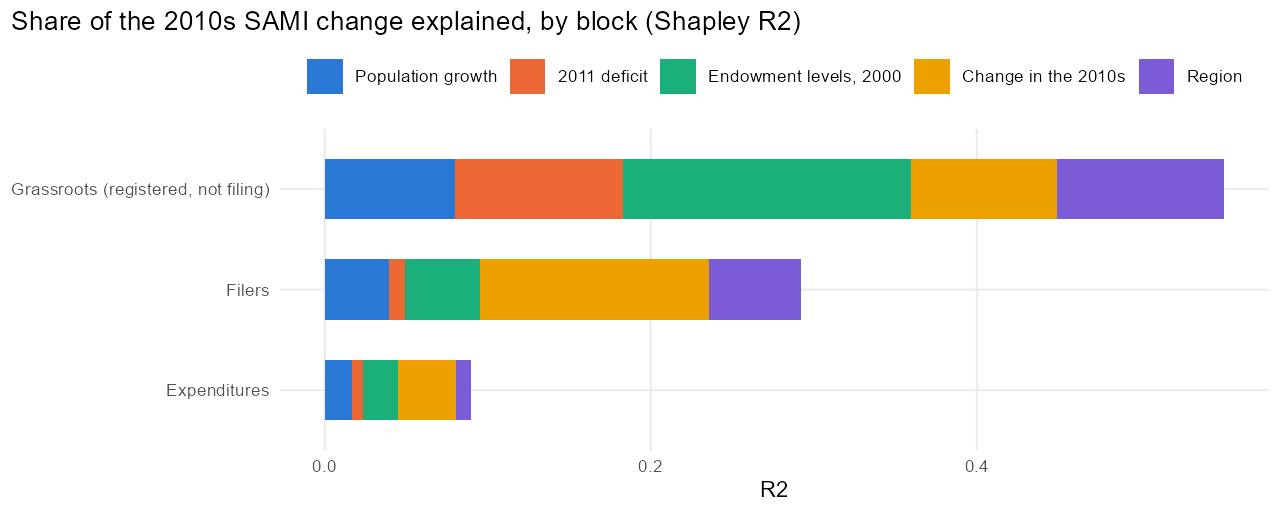 Share of the 2010s SAMI change explained, by block (Shapley R2)
Population growth 2011 deficit Endowment levels, 2000 Change in the 2010s Region
Grassroots (registered, not filing)
Filers
Expenditures
0.0 0.2 0.4
R2